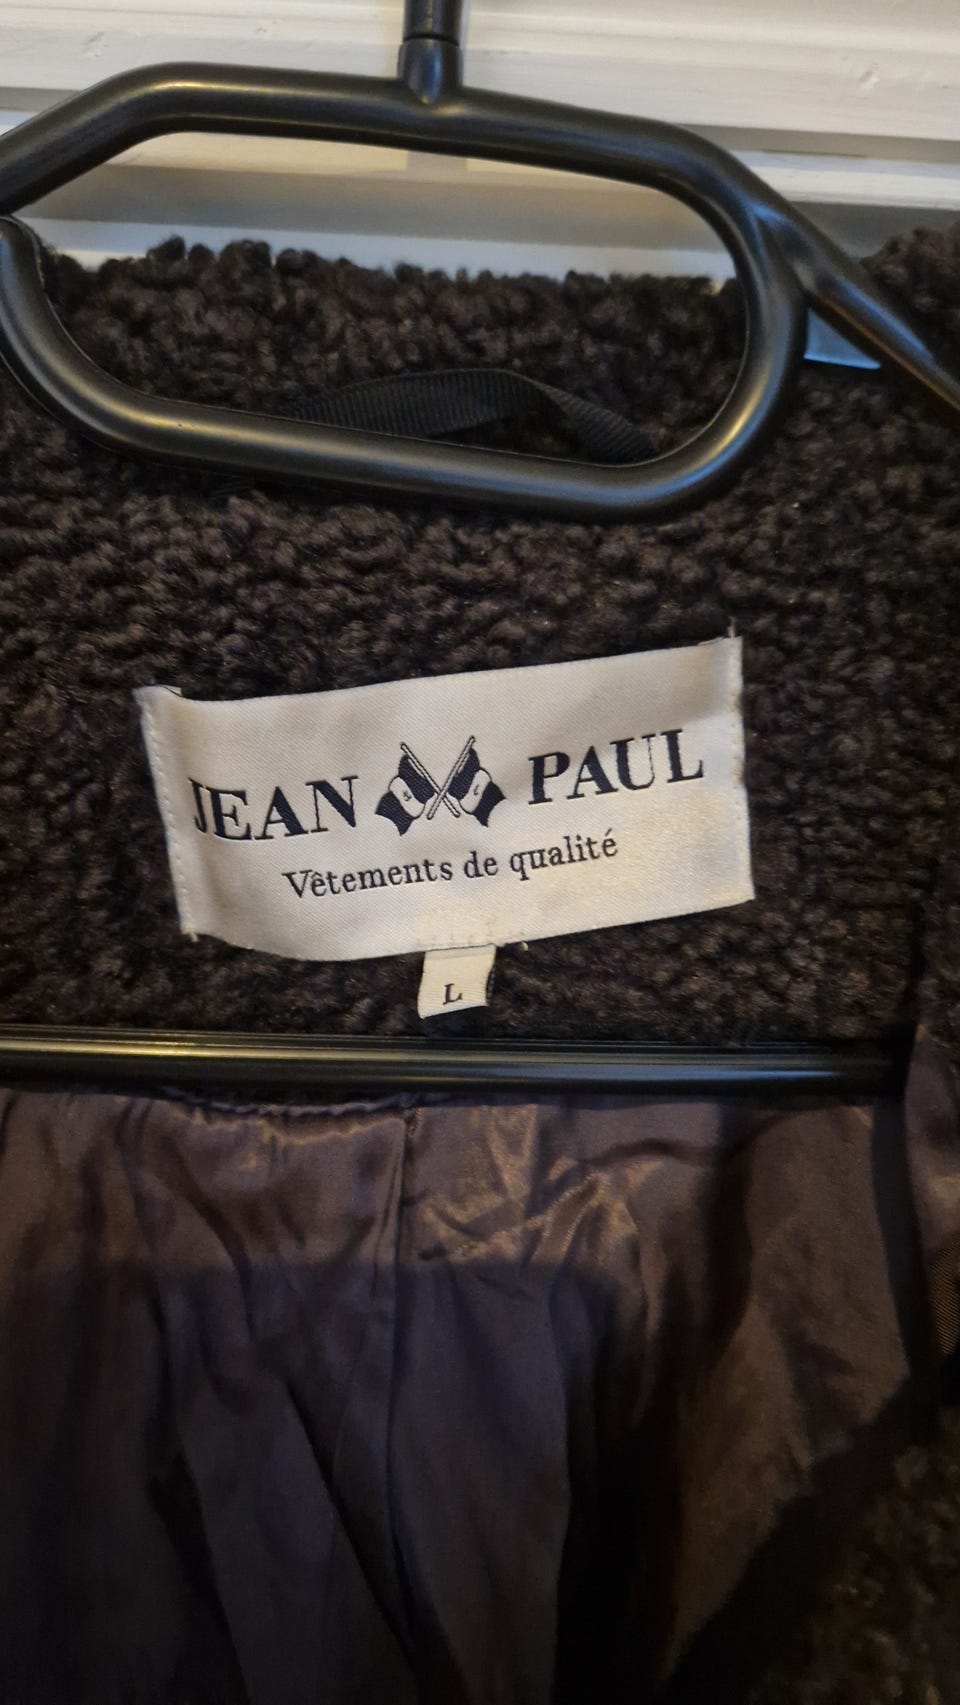 JEAN PAUL
Vêtements de qualité
L